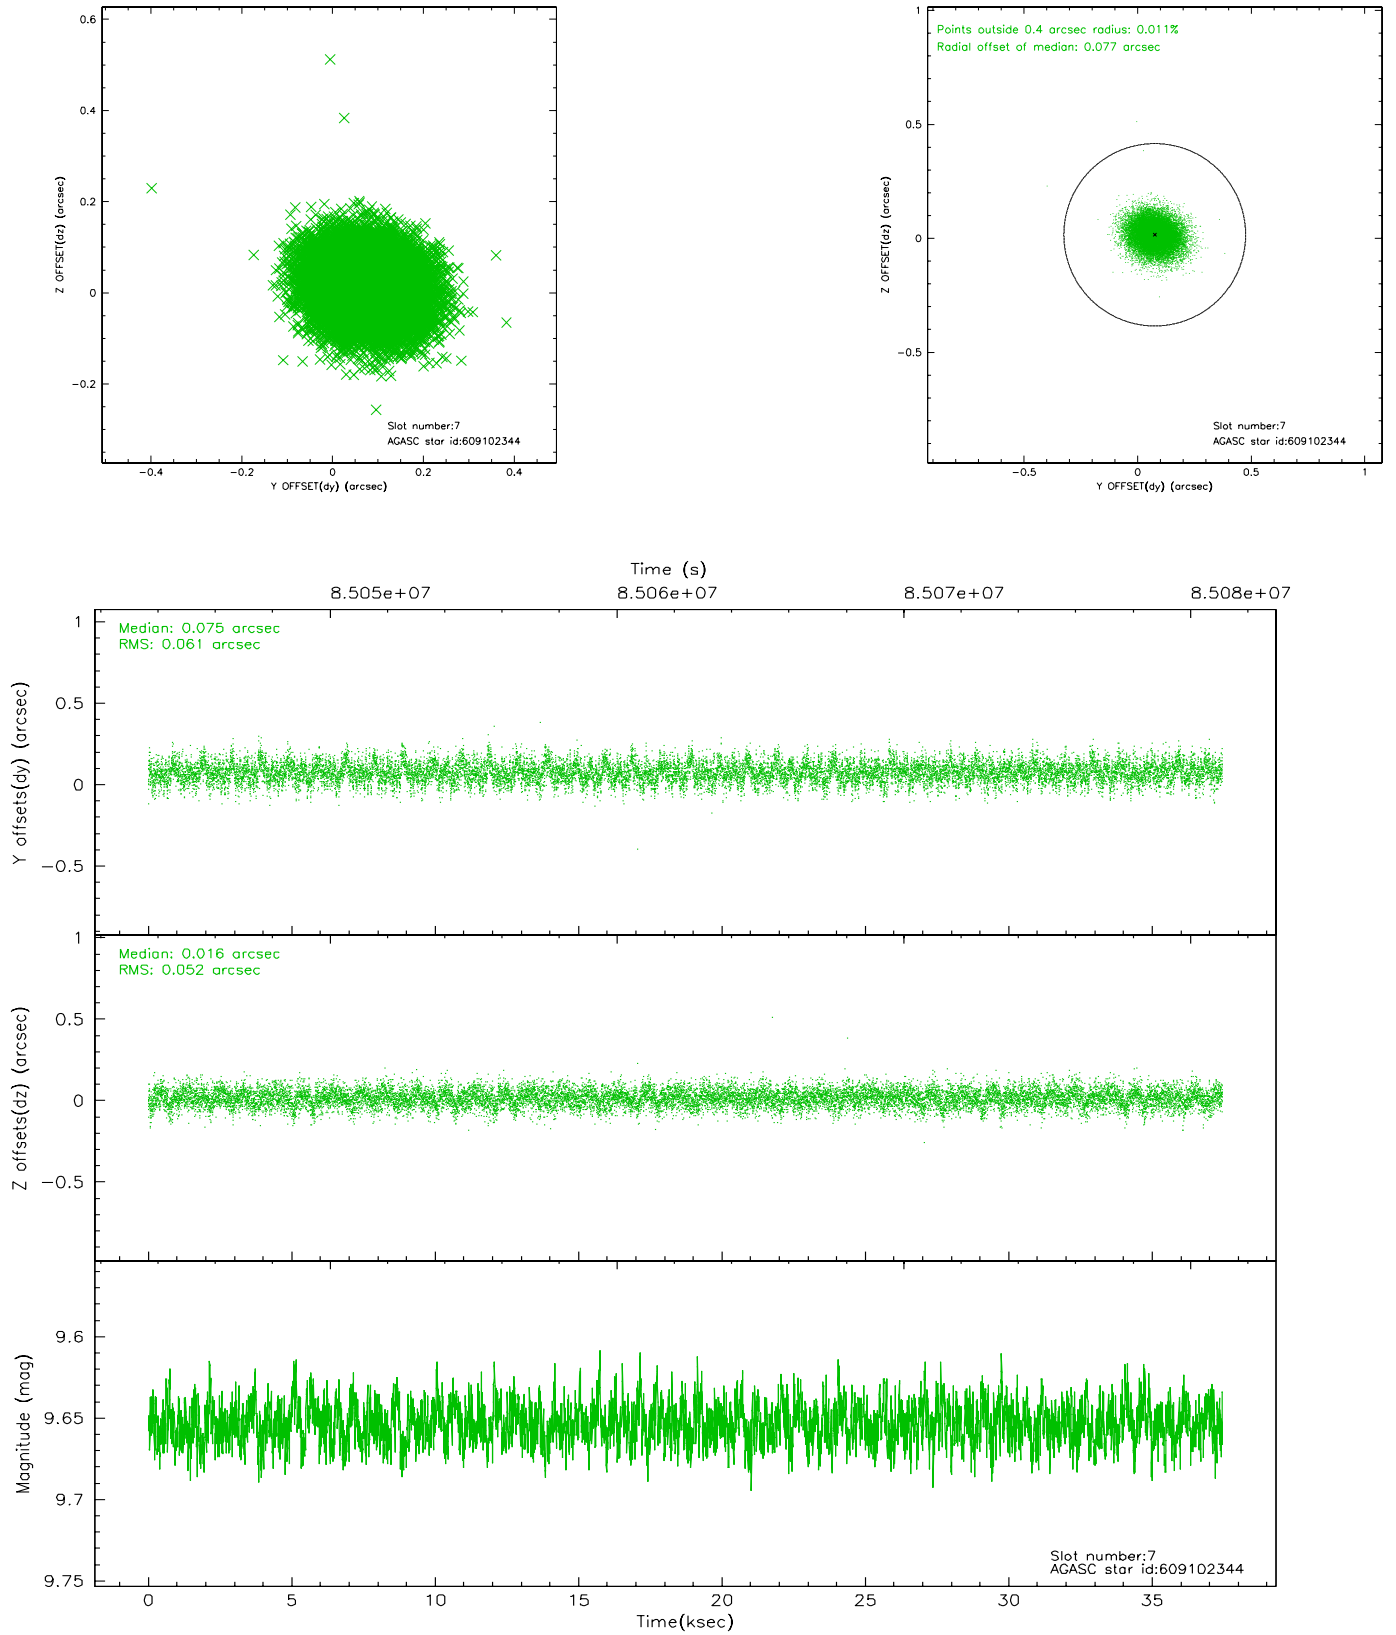 0.6
0.4
0.2
0
−0.2
Z OFFSET(dz) (arcsec)
Slot number:7
AGASC star id:609102344
−0.4
−0.2
0
0.2
0.4
Y OFFSET(dy) (arcsec)
1
0.5
0
−0.5
Z OFFSET(dz) (arcsec)
Points outside 0.4 arcsec radius: 0.011%
Radial offset of median: 0.077 arcsec
Slot number:7
AGASC star id:609102344
−0.5
0
0.5
1
Y OFFSET(dy) (arcsec)
Time (s)
8.505e+07
8.506e+07
8.507e+07
8.508e+07
1
0.5
0
−0.5
Y offsets(dy) (arcsec)
Median: 0.075 arcsec
RMS: 0.061 arcsec
1
0.5
0
−0.5
Z offsets(dz) (arcsec)
Median: 0.016 arcsec
RMS: 0.052 arcsec
9.6
9.65
9.7
9.75
Magnitude (mag)
Slot number:7
AGASC star id:609102344
0
5
10
15
20
25
30
35
Time(ksec)